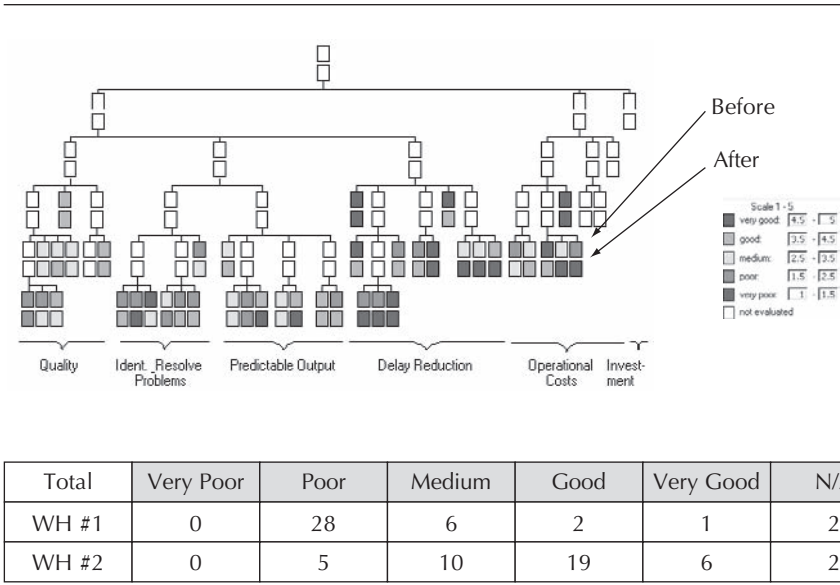 Before
After
Scale 1 - 5
very good: 4.5 - 5
good: 3.5 - 4.5
medium: 2.5 - 3.5
poor: 1.5 - 2.5
very poor: 1 - 1.5
not evaluated
Quality
Ident. _Resolve
Problems
Predictable Output
Delay Reduction
Operational
Costs
Invest-
ment
Total Very Poor Poor Medium Good Very Good
WH #1 0 28 6 2 1
WH #2 0 5 10 19 6